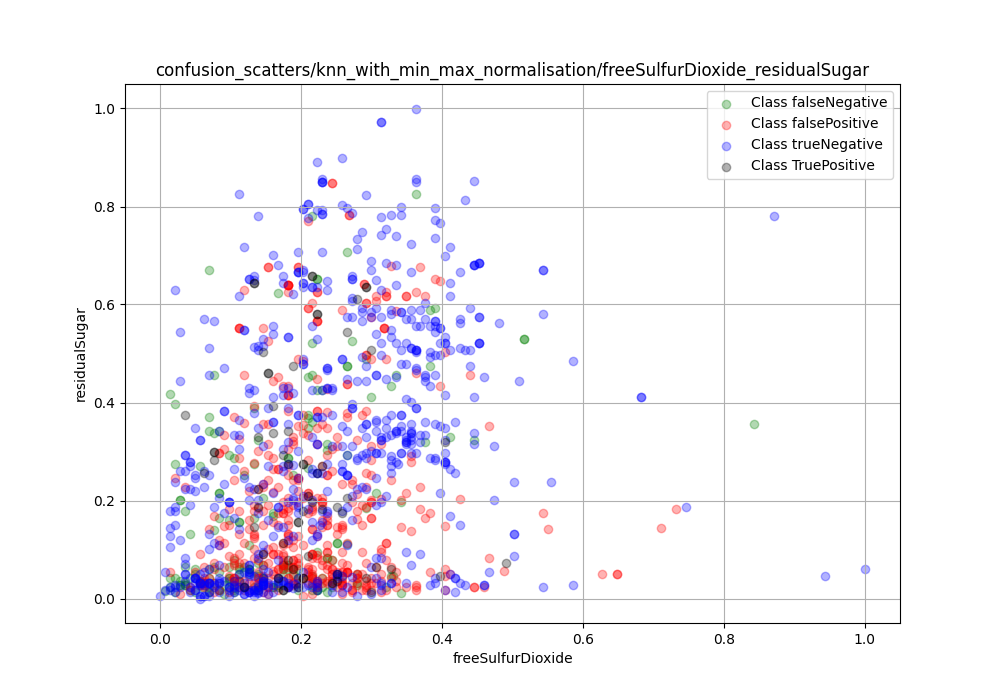 confusion_scatters/knn_with_min_max_normalisation/freeSulfurDioxide_residualSugar
Class falseNegative
Class falsePositive
Class trueNegative
Class TruePositive
residualSugar
1.0
0.8
0.6
0.4
0.2
0.0
0.0 0.2 0.4 0.6 0.8 1.0
freeSulfurDioxide